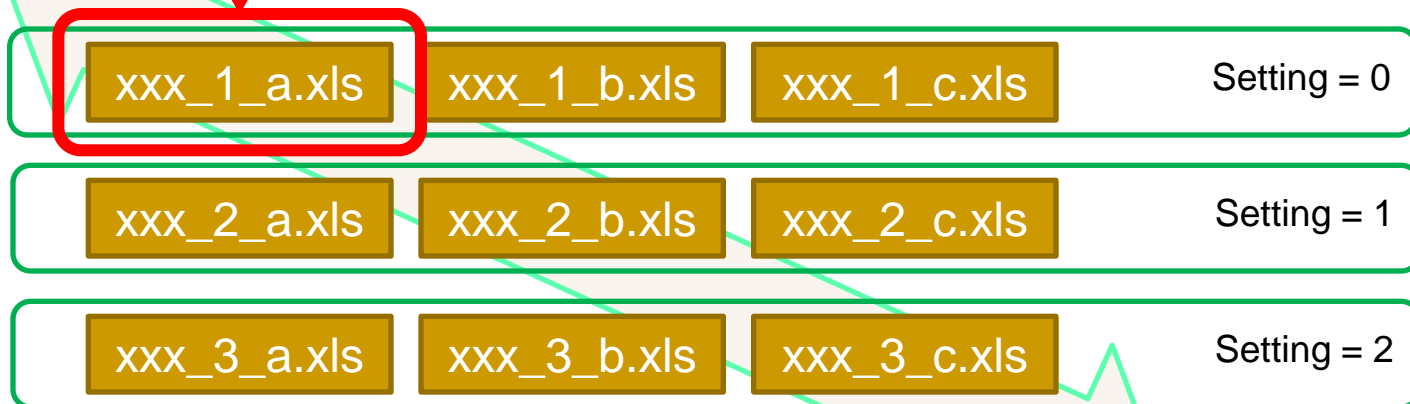 xxx_1_a.xls xxx_1_b.xls xxx_1_c.xls Setting = 0
xxx_2_a.xls xxx_2_b.xls xxx_2_c.xls Setting = 1
xxx_3_a.xls xxx_3_b.xls xxx_3_c.xls Setting = 2